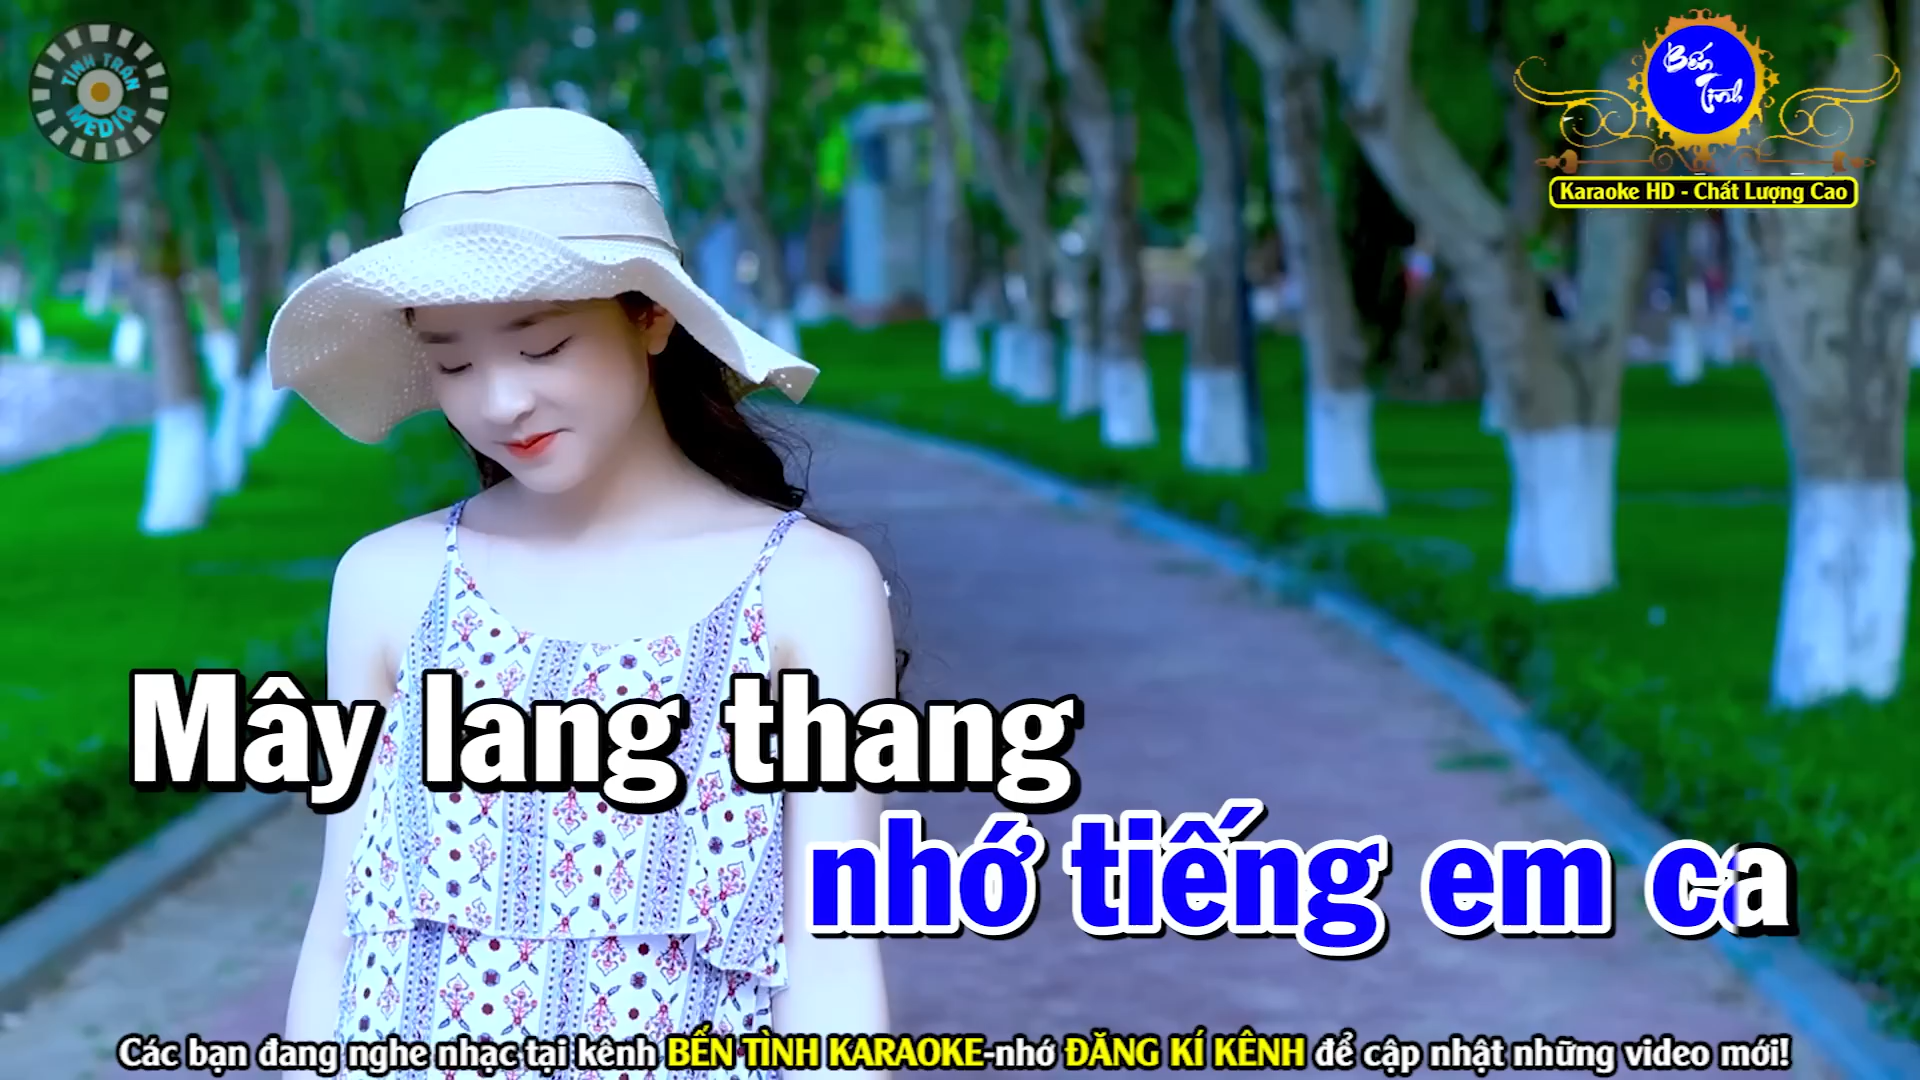 TÌNH TRẦN
MEDIA
Bến
Tình
Karaoke HD - Chất Lượng Cao
Mây lang thang
nhớ tiếng em ca
Các bạn đang nghe nhạc tại kênh BẾN TÌNH KARAOKE-nhớ ĐĂNG KÍ KÊNH để cập nhật những video mới!